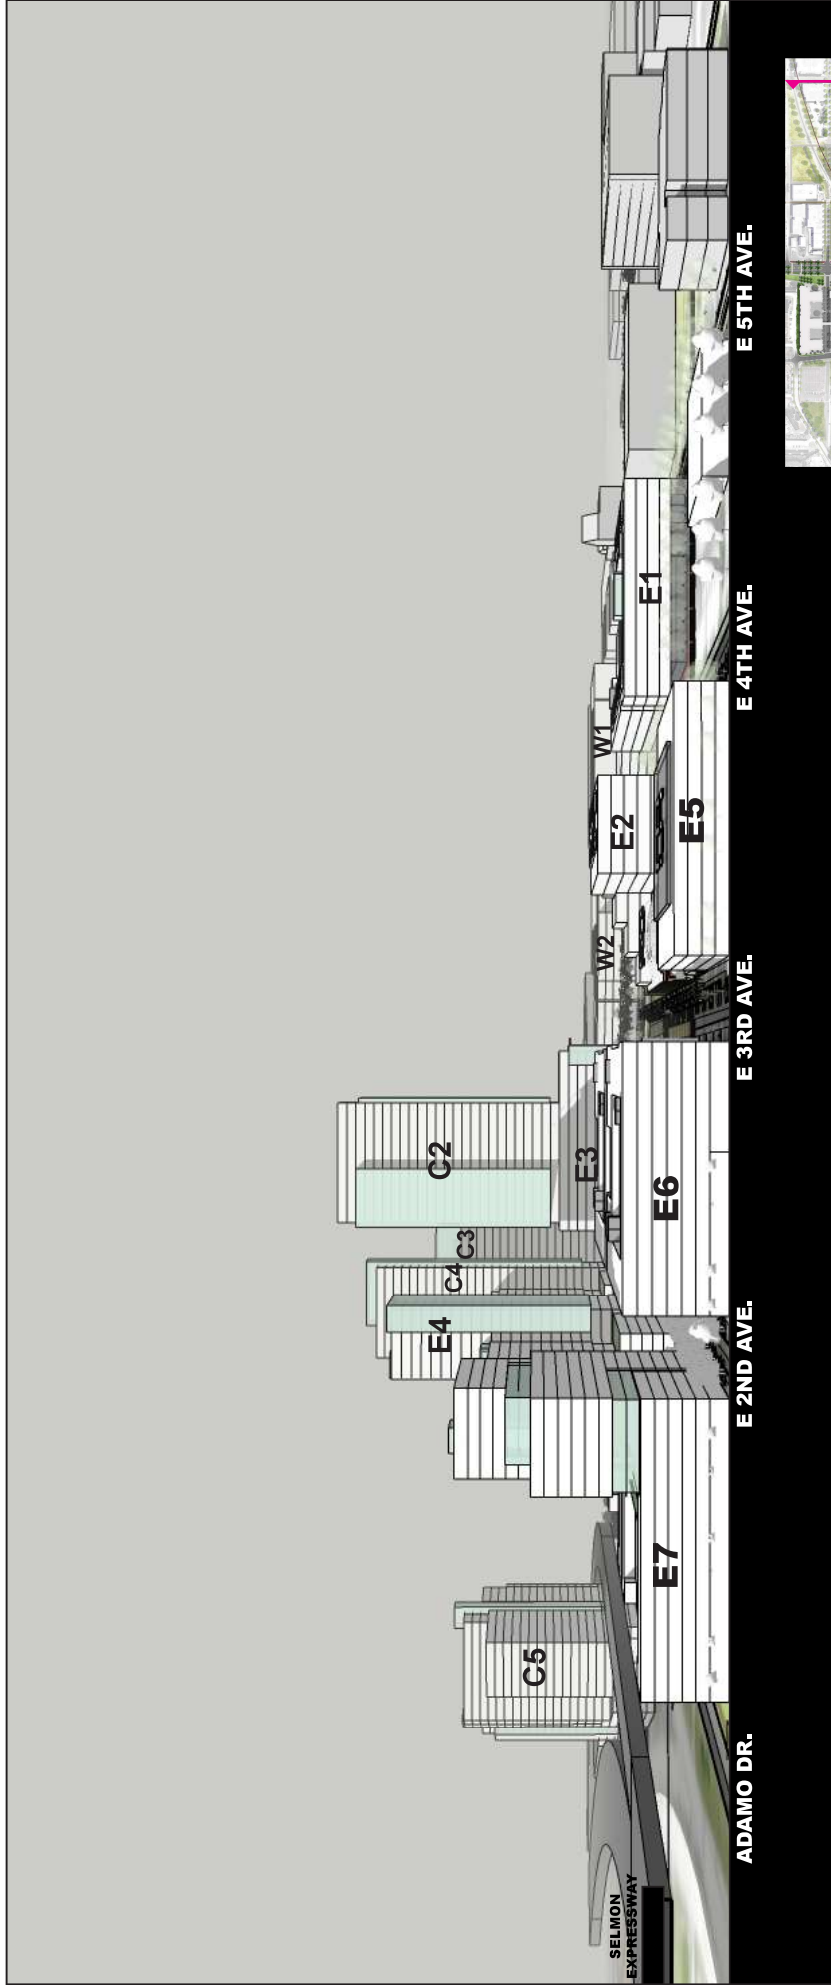 SELMON
EXPRESSWAY
C5
E7
E4
C4
C3
C2
E3
E6
W2
E2
W1
E5
E1
ADAMO DR.
E 2ND AVE.
E 3RD AVE.
E 4TH AVE.
E 5TH AVE.